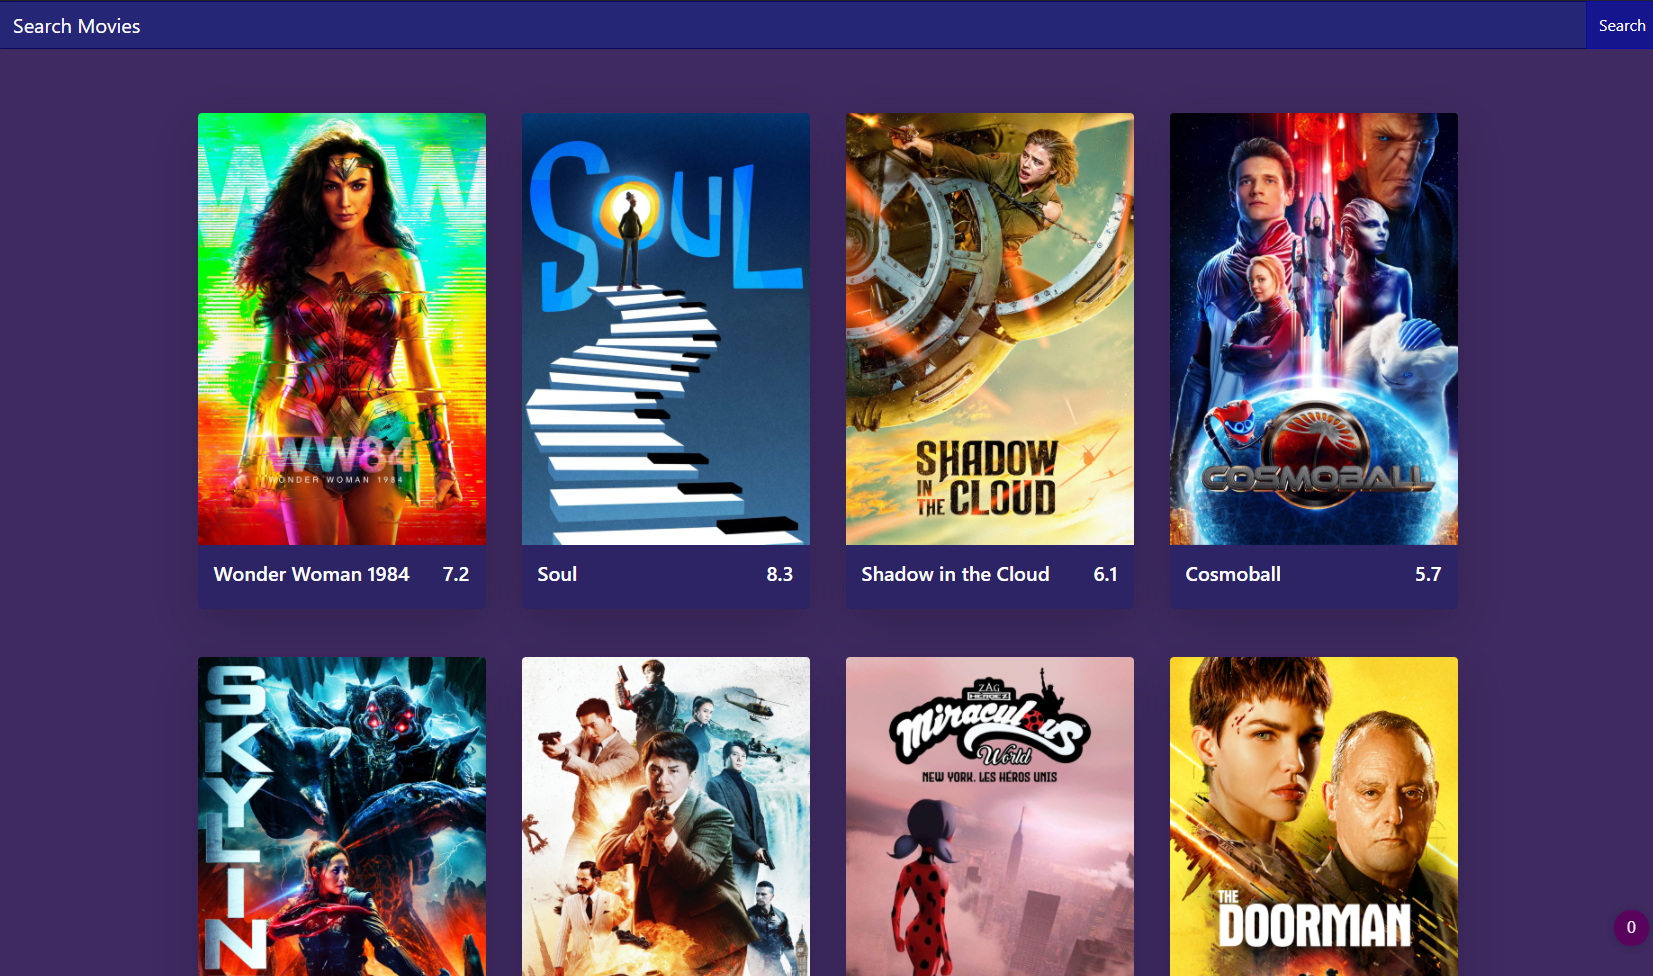 Search Movies
Search
WW
SOUL
WW84
WONDER WOMAN 1984
SHADOW
IN THE CLOUD
COSMOBALL
Wonder Woman 1984 7.2
Soul 8.3
Shadow in the Cloud 6.1
Cosmoball 5.7
SKYLIN
ZAG
HEROEZ
Miraculous
World
NEW YORK, LES HÉROS UNIS
THE
DOORMAN
0